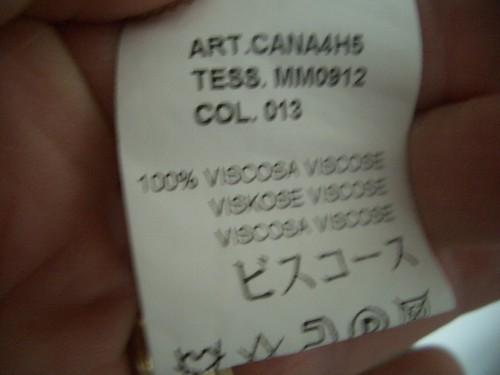 ART.CANA4H5
TESS. MM0912
COL. 013
100% VISCOSA VISCOSE
VISKOSE VISCOSE
VISCOSA VISCOSE
ビスコース